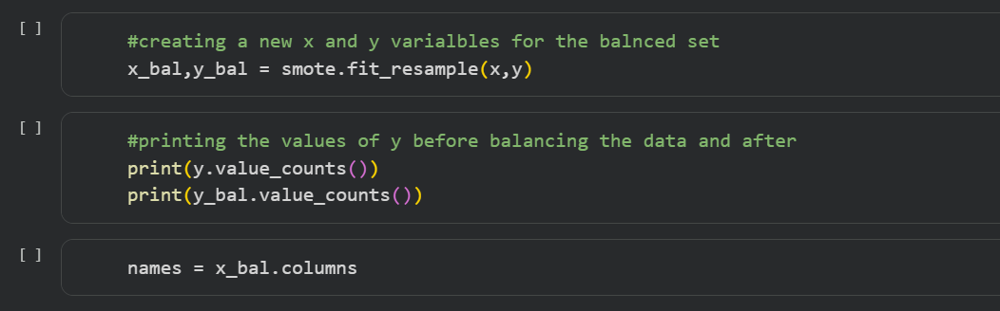 [ ]
#creating a new x and y varialbles for the balnced set
x_bal,y_bal = smote.fit_resample(x,y)
[ ]
#printing the values of y before balancing the data and after
print(y.value_counts())
print(y_bal.value_counts())
[ ]
names = x_bal.columns